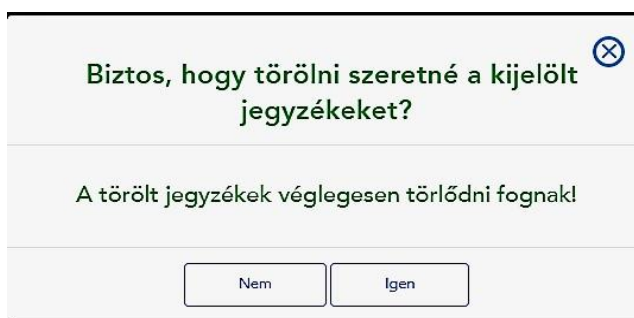 Biztos, hogy törölni szeretné a kijelölt
jegyzékeket?
A törölt jegyzékek véglegesen törlődni fognak!
Nem
Igen